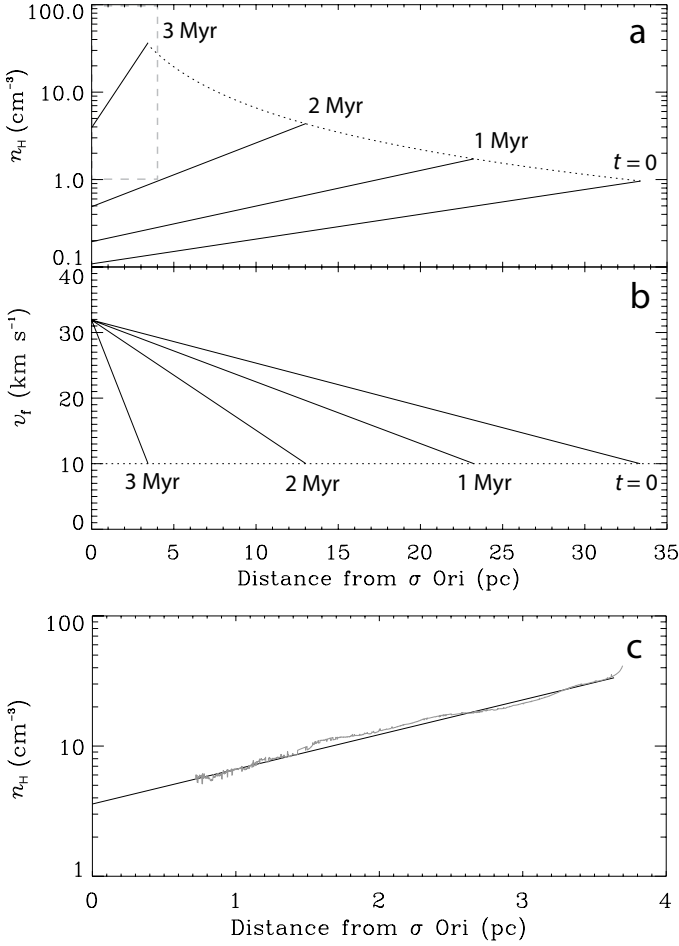 a
100.0
10.0
1.0
0.1
n_H (cm⁻³)
3 Myr
2 Myr
1 Myr
t = 0
b
40
30
20
10
0
v_f (km s⁻¹)
3 Myr
2 Myr
1 Myr
t = 0
0 5 10 15 20 25 30 35
Distance from σ Ori (pc)
c
100
10
1
n_H (cm⁻³)
0 1 2 3 4
Distance from σ Ori (pc)